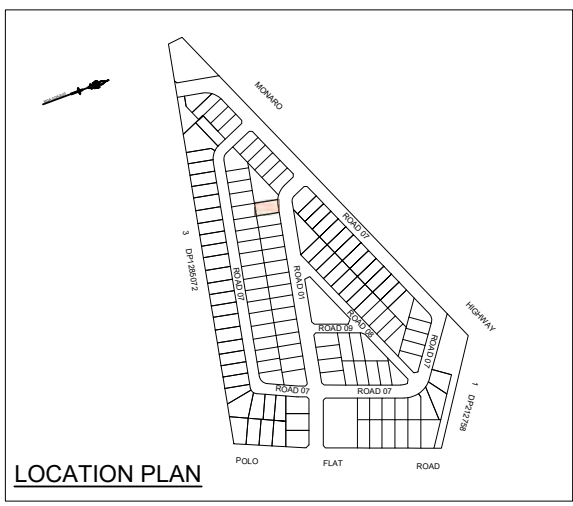 MONARO
ROAD 07
3 DP1285072
ROAD 07
ROAD 01
HIGHWAY
ROAD 08
ROAD 09
ROAD 07
1 DP212758
ROAD 07
ROAD 07
POLO FLAT ROAD
LOCATION PLAN